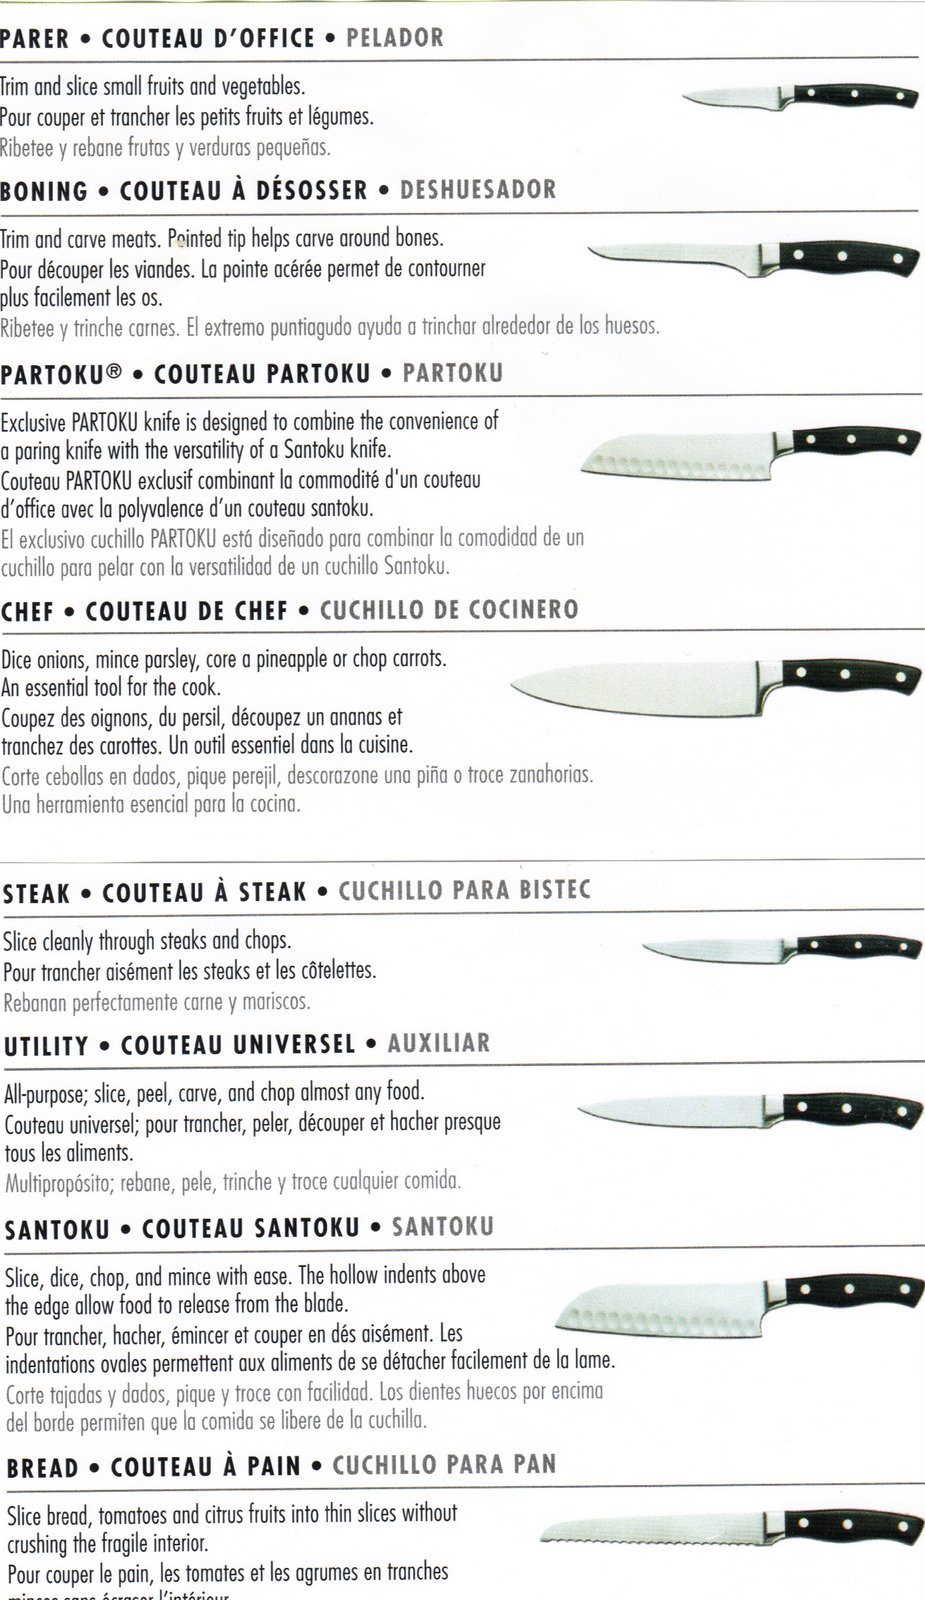 PARER • COUTEAU D'OFFICE • PELADOR
Trim and slice small fruits and vegetables.
Pour couper et trancher les petits fruits et légumes.
Ribetee y rebane frutas y verduras pequeñas.
BONING • COUTEAU À DÉSOSSER • DESHUESADOR
Trim and carve meats. Pointed tip helps carve around bones.
Pour découper les viandes. La pointe acérée permet de contourner
plus facilement les os.
Ribetee y trinche carnes. El extremo puntiagudo ayuda a trinchar alrededor de los huesos.
PARTOKU® • COUTEAU PARTOKU • PARTOKU
Exclusive PARTOKU knife is designed to combine the convenience of
a paring knife with the versatility of a Santoku knife.
Couteau PARTOKU exclusif combinant la commodité d'un couteau
d'office avec la polyvalence d'un couteau santoku.
El exclusivo cuchillo PARTOKU está diseñado para combinar la comodidad de un
cuchillo para pelar con la versatilidad de un cuchillo Santoku.
CHEF • COUTEAU DE CHEF • CUCHILLO DE COCINERO
Dice onions, mince parsley, core a pineapple or chop carrots.
An essential tool for the cook.
Coupez des oignons, du persil, découpez un ananas et
tranchez des carottes. Un outil essentiel dans la cuisine.
Corte cebollas en dados, pique perejil, descorazone una piña o troce zanahorias.
Una herramienta esencial para la cocina.
STEAK • COUTEAU À STEAK • CUCHILLO PARA BISTEC
Slice cleanly through steaks and chops.
Pour trancher aisément les steaks et les côtelettes.
Rebanan perfectamente carne y mariscos.
UTILITY • COUTEAU UNIVERSEL • AUXILIAR
All-purpose; slice, peel, carve, and chop almost any food.
Couteau universel; pour trancher, peler, découper et hacher presque
tous les aliments.
Multipropósito; rebane, pele, trinche y troce cualquier comida.
SANTOKU • COUTEAU SANTOKU • SANTOKU
Slice, dice, chop, and mince with ease. The hollow indents above
the edge allow food to release from the blade.
Pour trancher, hacher, émincer et couper en dés aisément. Les
indentations ovales permettent aux aliments de se détacher facilement de la lame.
Corte tajadas y dados, pique y troce con facilidad. Los dientes huecos por encima
del borde permiten que la comida se libere de la cuchilla.
BREAD • COUTEAU À PAIN • CUCHILLO PARA PAN
Slice bread, tomatoes and citrus fruits into thin slices without
crushing the fragile interior.
Pour couper le pain, les tomates et les agrumes en tranches
minces sans écraser l'intérieur.